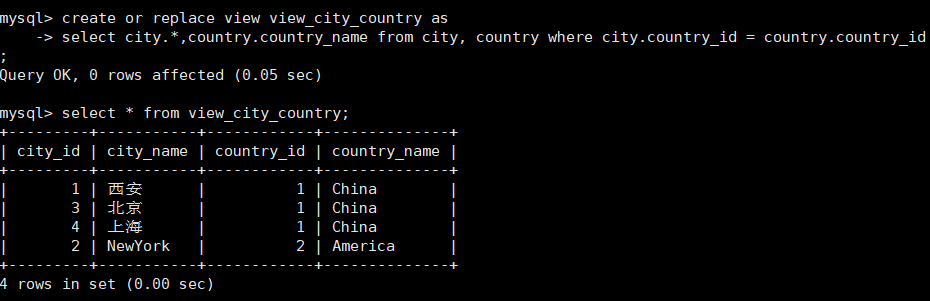 mysql> create or replace view view_city_country as
    -> select city.*,country.country_name from city, country where city.country_id = country.country_id
;
Query OK, 0 rows affected (0.05 sec)

mysql> select * from view_city_country;
+---------+-----------+------------+--------------+
| city_id | city_name | country_id | country_name |
+---------+-----------+------------+--------------+
|       1 | 西安      |          1 | China        |
|       3 | 北京      |          1 | China        |
|       4 | 上海      |          1 | China        |
|       2 | NewYork   |          2 | America      |
+---------+-----------+------------+--------------+
4 rows in set (0.00 sec)